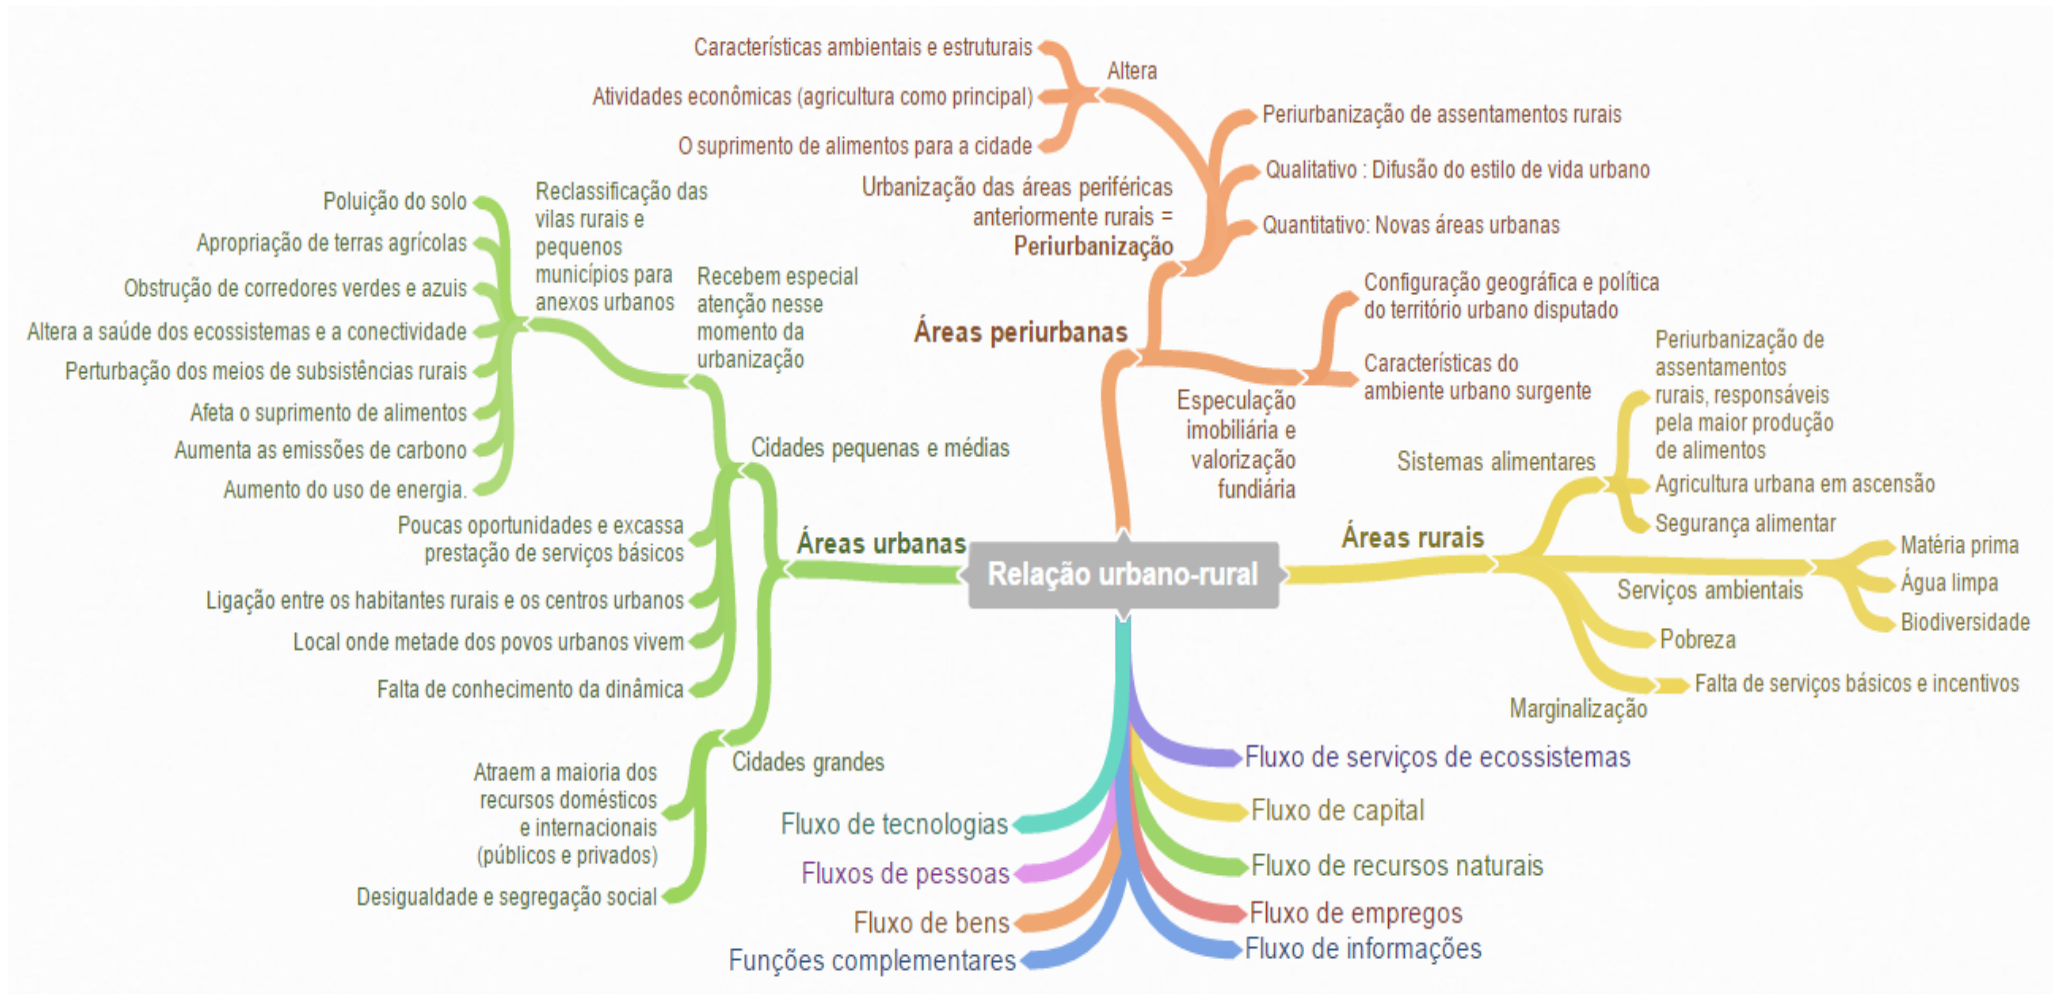 Características ambientais e estruturais
Altera
Atividades econômicas (agricultura como principal)
O suprimento de alimentos para a cidade
Periurbanização de assentamentos rurais
Qualitativo : Difusão do estilo de vida urbano
Quantitativo: Novas áreas urbanas
Urbanização das áreas periféricas
anteriormente rurais =
Periurbanização
Áreas periurbanas
Configuração geográfica e política
do território urbano disputado
Características do
ambiente urbano surgente
Especulação
imobiliária e
valorização
fundiária
Poluição do solo
Apropriação de terras agrícolas
Obstrução de corredores verdes e azuis
Altera a saúde dos ecossistemas e a conectividade
Perturbação dos meios de subsistências rurais
Afeta o suprimento de alimentos
Aumenta as emissões de carbono
Aumento do uso de energia.
Reclassificação das
vilas rurais e
pequenos
municípios para
anexos urbanos
Recebem especial
atenção nesse
momento da
urbanização
Cidades pequenas e médias
Poucas oportunidades e excassa
prestação de serviços básicos
Ligação entre os habitantes rurais e os centros urbanos
Local onde metade dos povos urbanos vivem
Falta de conhecimento da dinâmica
Áreas urbanas
Cidades grandes
Atraem a maioria dos
recursos domésticos
e internacionais
(públicos e privados)
Desigualdade e segregação social
Relação urbano-rural
Áreas rurais
Sistemas alimentares
Periurbanização de
assentamentos
rurais, responsáveis
pela maior produção
de alimentos
Agricultura urbana em ascensão
Segurança alimentar
Serviços ambientais
Matéria prima
Água limpa
Biodiversidade
Pobreza
Marginalização
Falta de serviços básicos e incentivos
Fluxo de tecnologias
Fluxos de pessoas
Fluxo de bens
Funções complementares
Fluxo de serviços de ecossistemas
Fluxo de capital
Fluxo de recursos naturais
Fluxo de empregos
Fluxo de informações